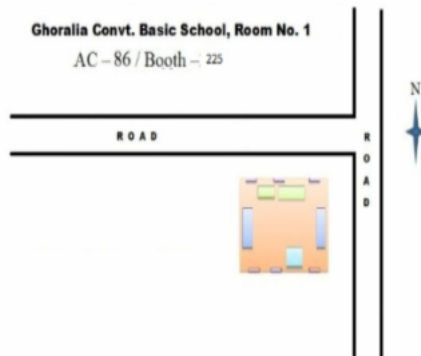 Ghoralia Convt. Basic School, Room No. 1
AC – 86 / Booth – 225
N
ROAD
ROAD